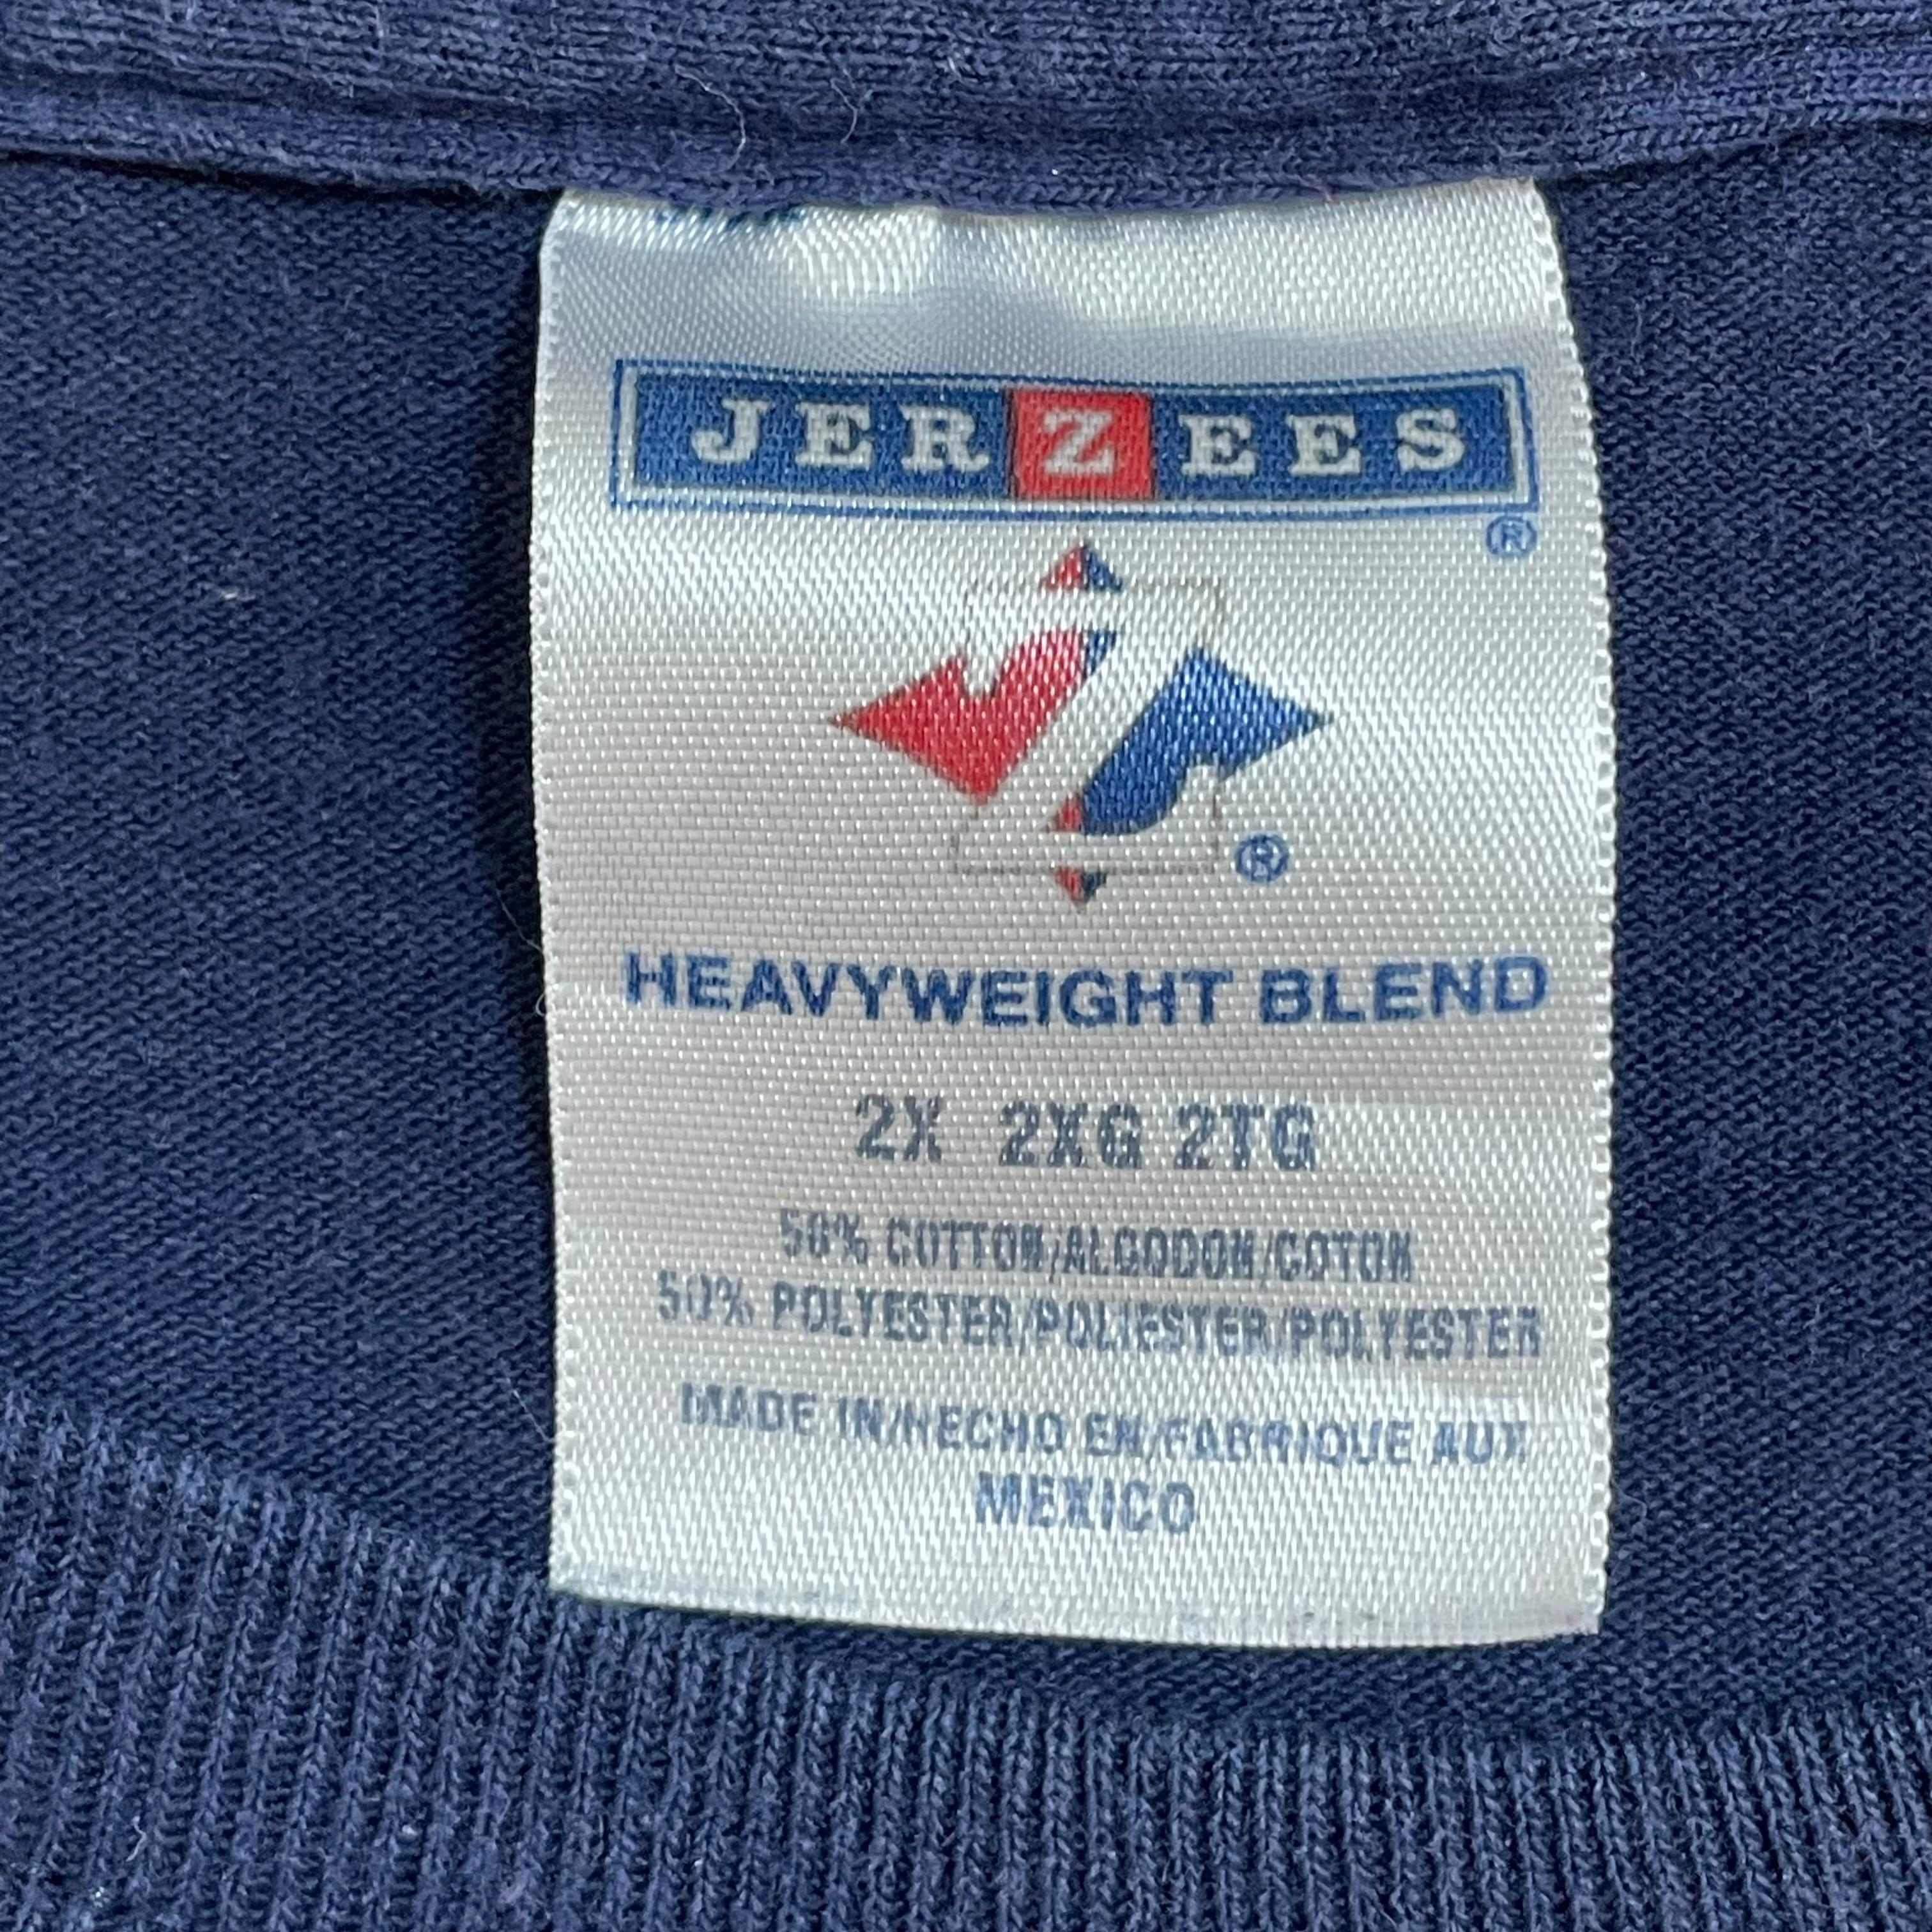 JERZEES
®
®
HEAVYWEIGHT BLEND
2X 2XG 2TG
50% COTTON/ALGODON/COTON
50% POLYESTER/POLIESTER/POLYESTER
MADE IN/HECHO EN/FABRIQUE AUX
MEXICO